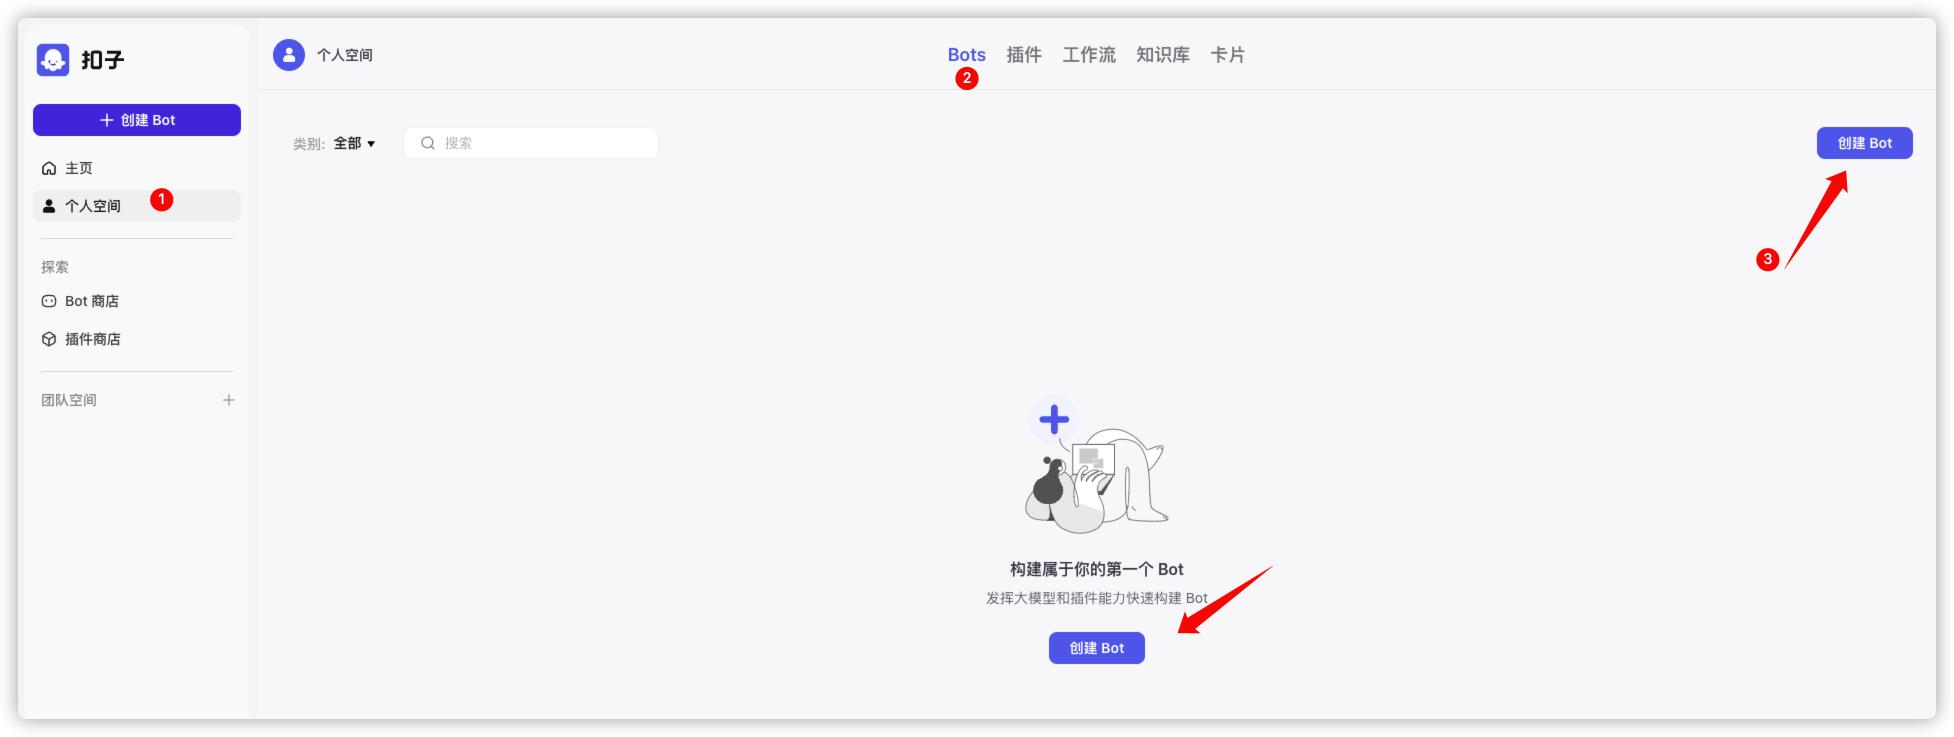 扣子
创建 Bot
主页
个人空间
1
探索
Bot 商店
插件商店
团队空间
个人空间
Bots 插件 工作流 知识库 卡片
2
类别: 全部
搜索
创建 Bot
3
构建属于你的第一个 Bot
发挥大模型和插件能力快速构建 Bot
创建 Bot